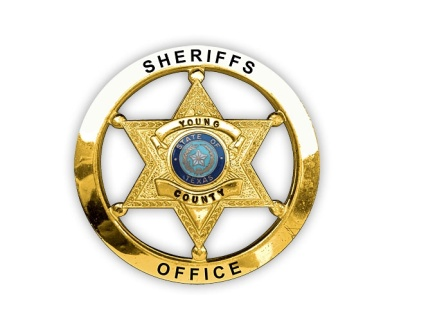 SHERIFFS
YOUNG
STATE OF
TEXAS
COUNTY
OFFICE